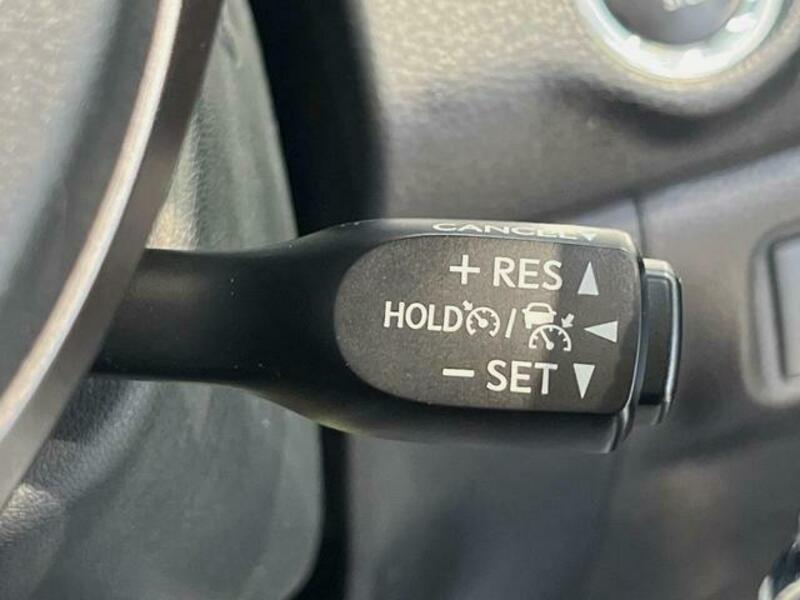 CANCEL
+ RES
HOLD /
- SET